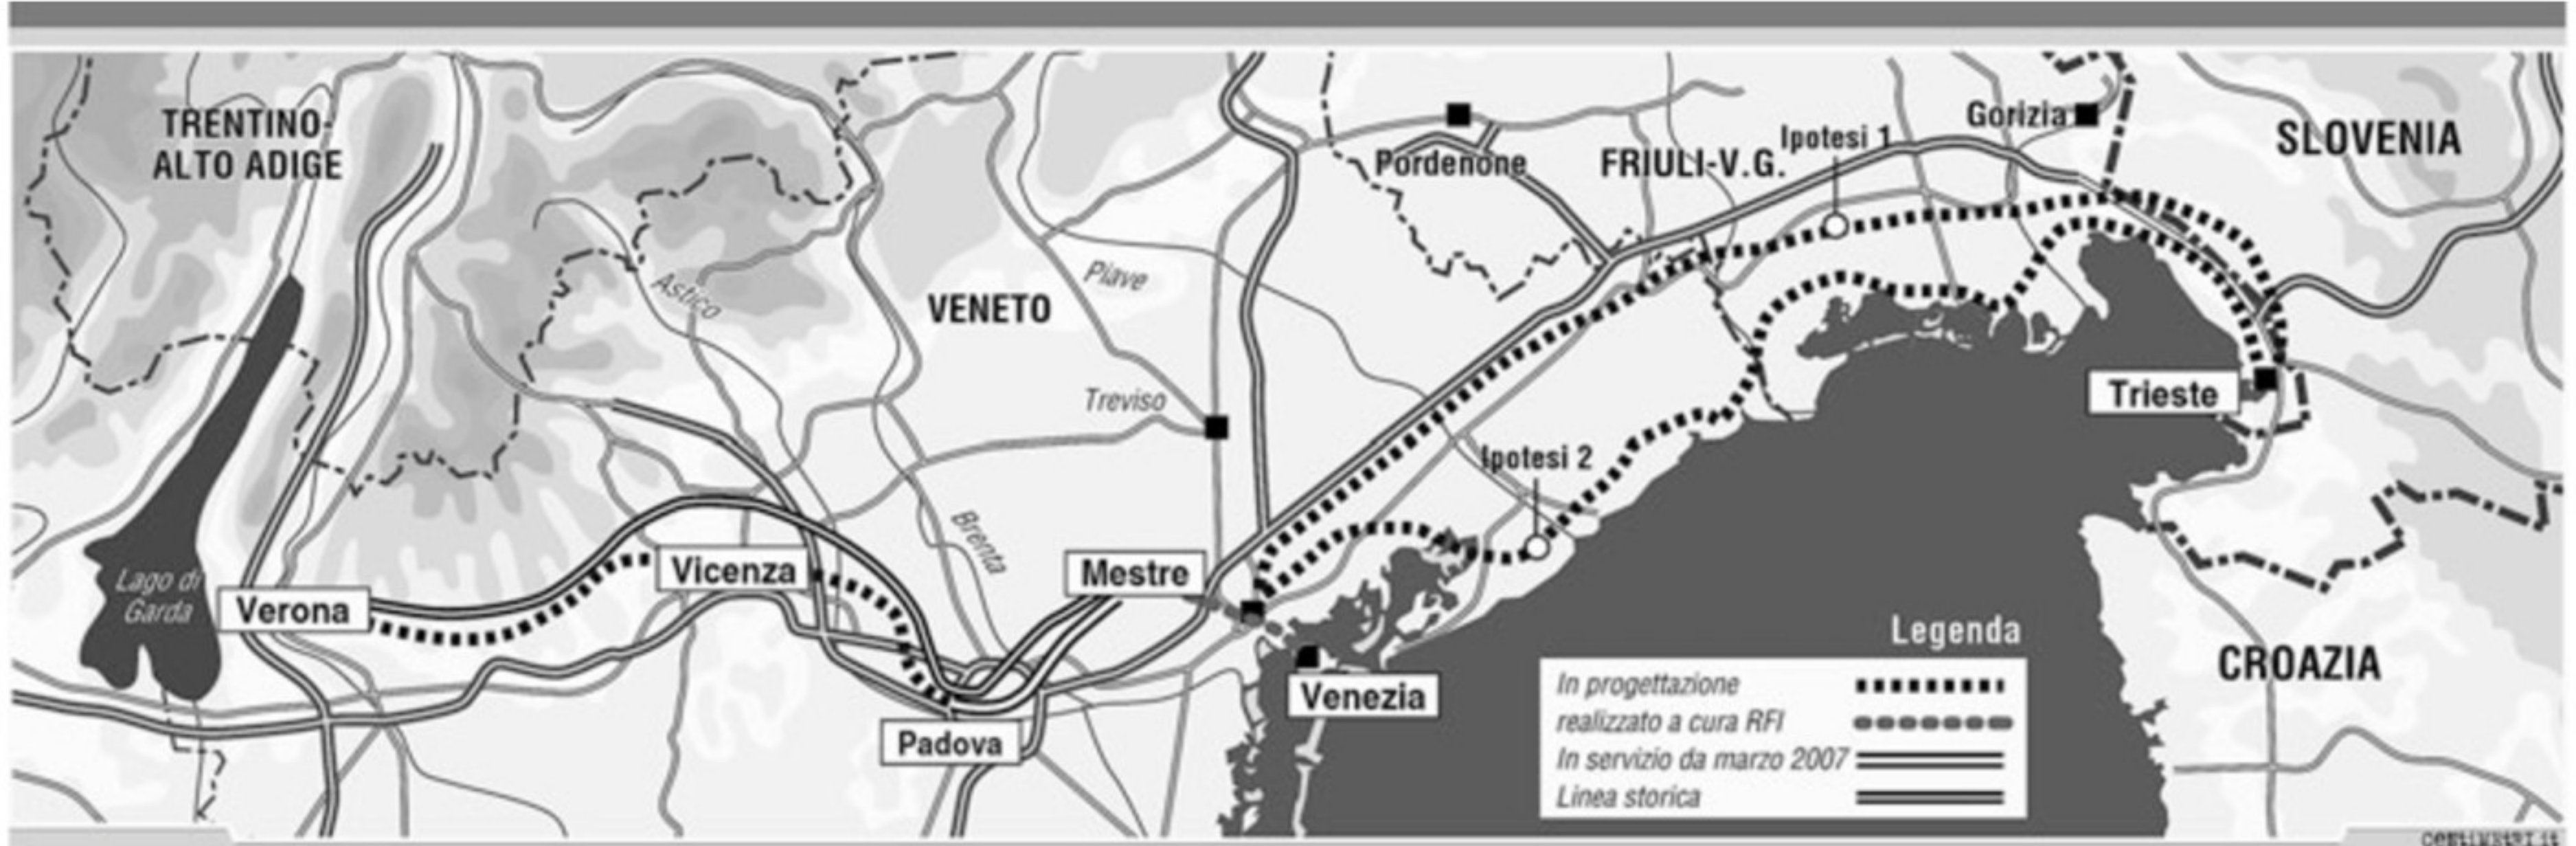 TRENTINO-
ALTO ADIGE
Gorizia
SLOVENIA
Ipotesi 1
Pordenone
FRIULI-V.G.
Piave
Astico
VENETO
Treviso
Trieste
Ipotesi 2
Brenta
Lago di
Garda
Verona
Vicenza
Mestre
Venezia
Padova
CROAZIA
Legenda
In progettazione
realizzato a cura RFI
In servizio da marzo 2007
Linea storica